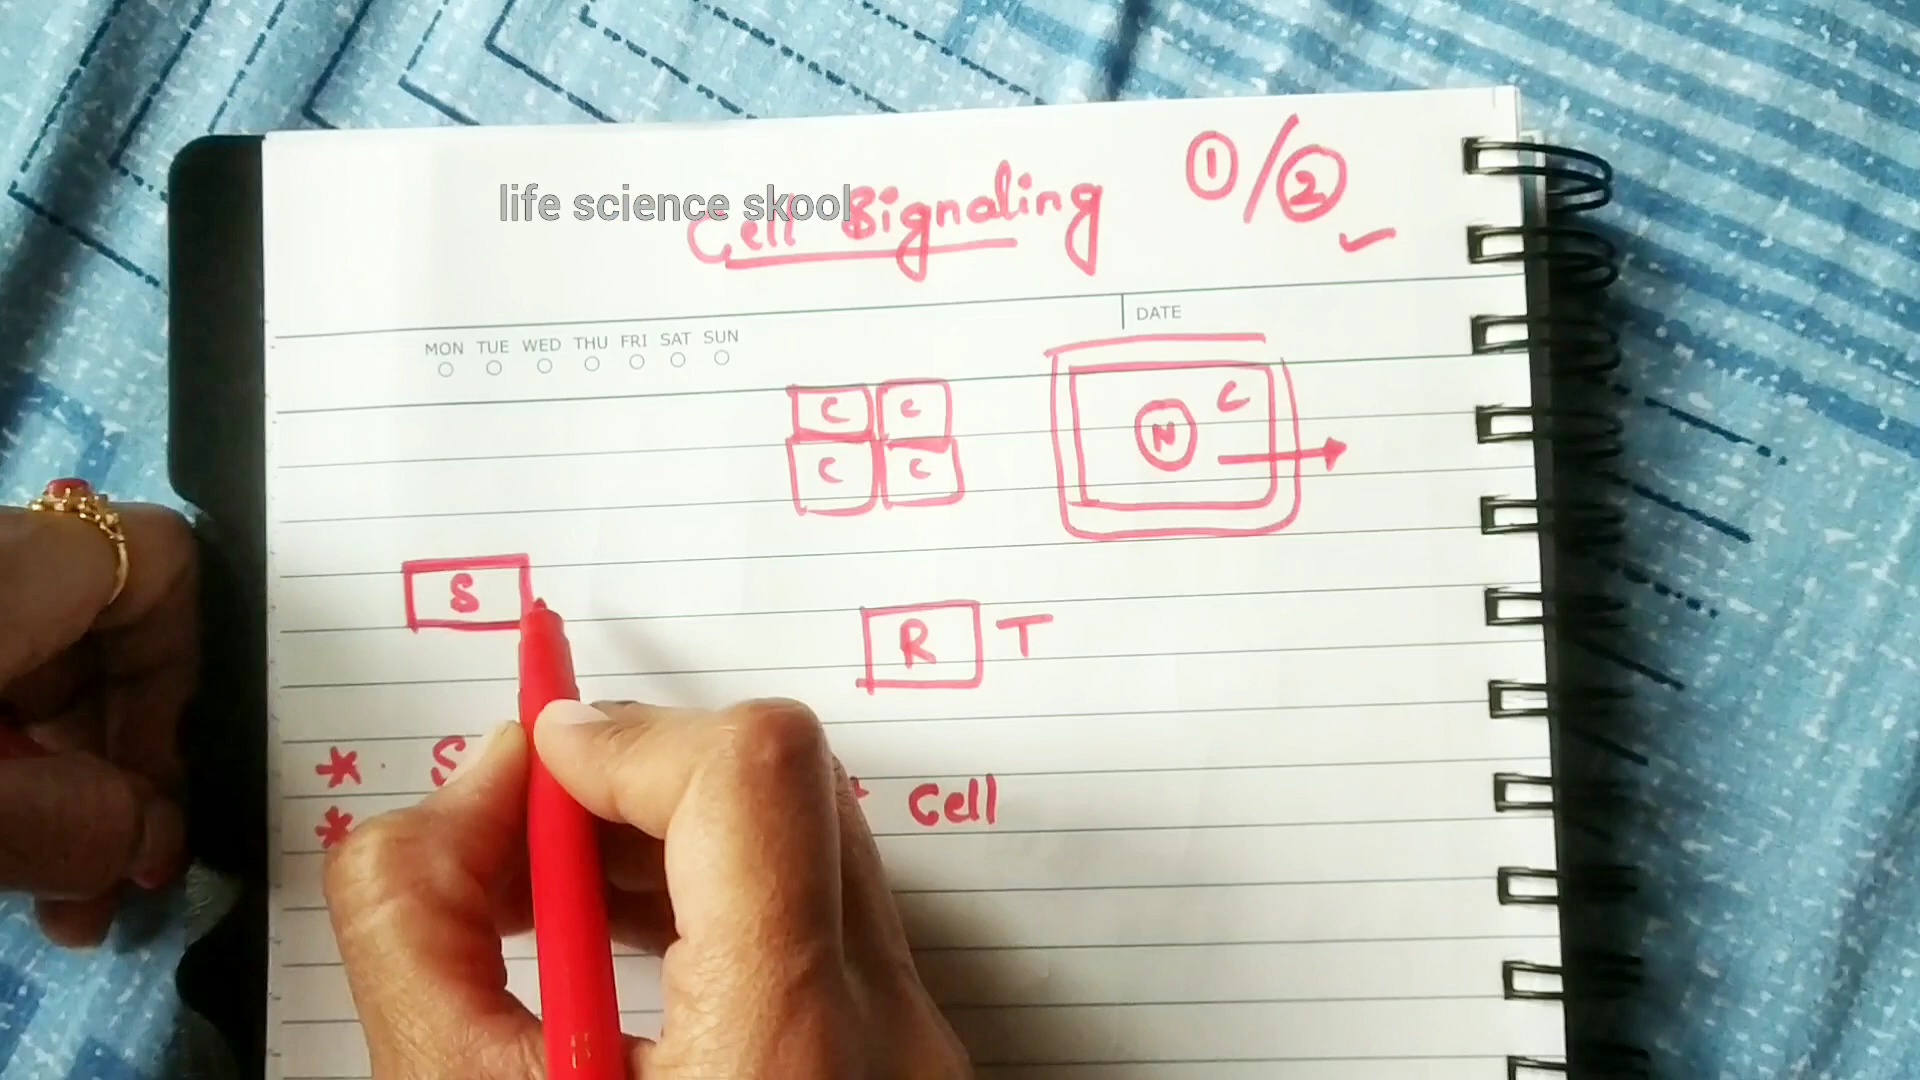 life science skool
Cell Signaling ① / ②
DATE
MON TUE WED THU FRI SAT SUN
C C
C C
C
N
S
R T
* S
* Cell